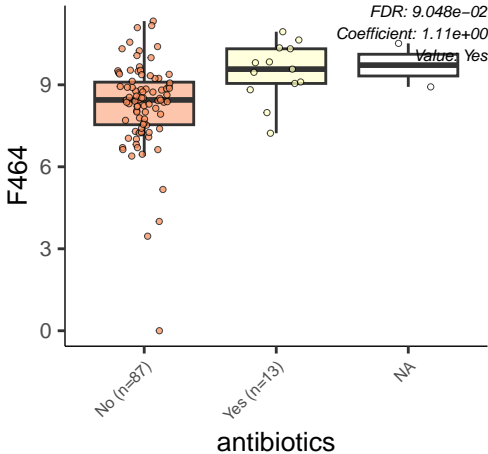 FDR: 9.048e−02
Coefficient: 1.11e+00
Value: Yes
F464
9
6
3
0
No (n=87)
Yes (n=13)
NA
antibiotics